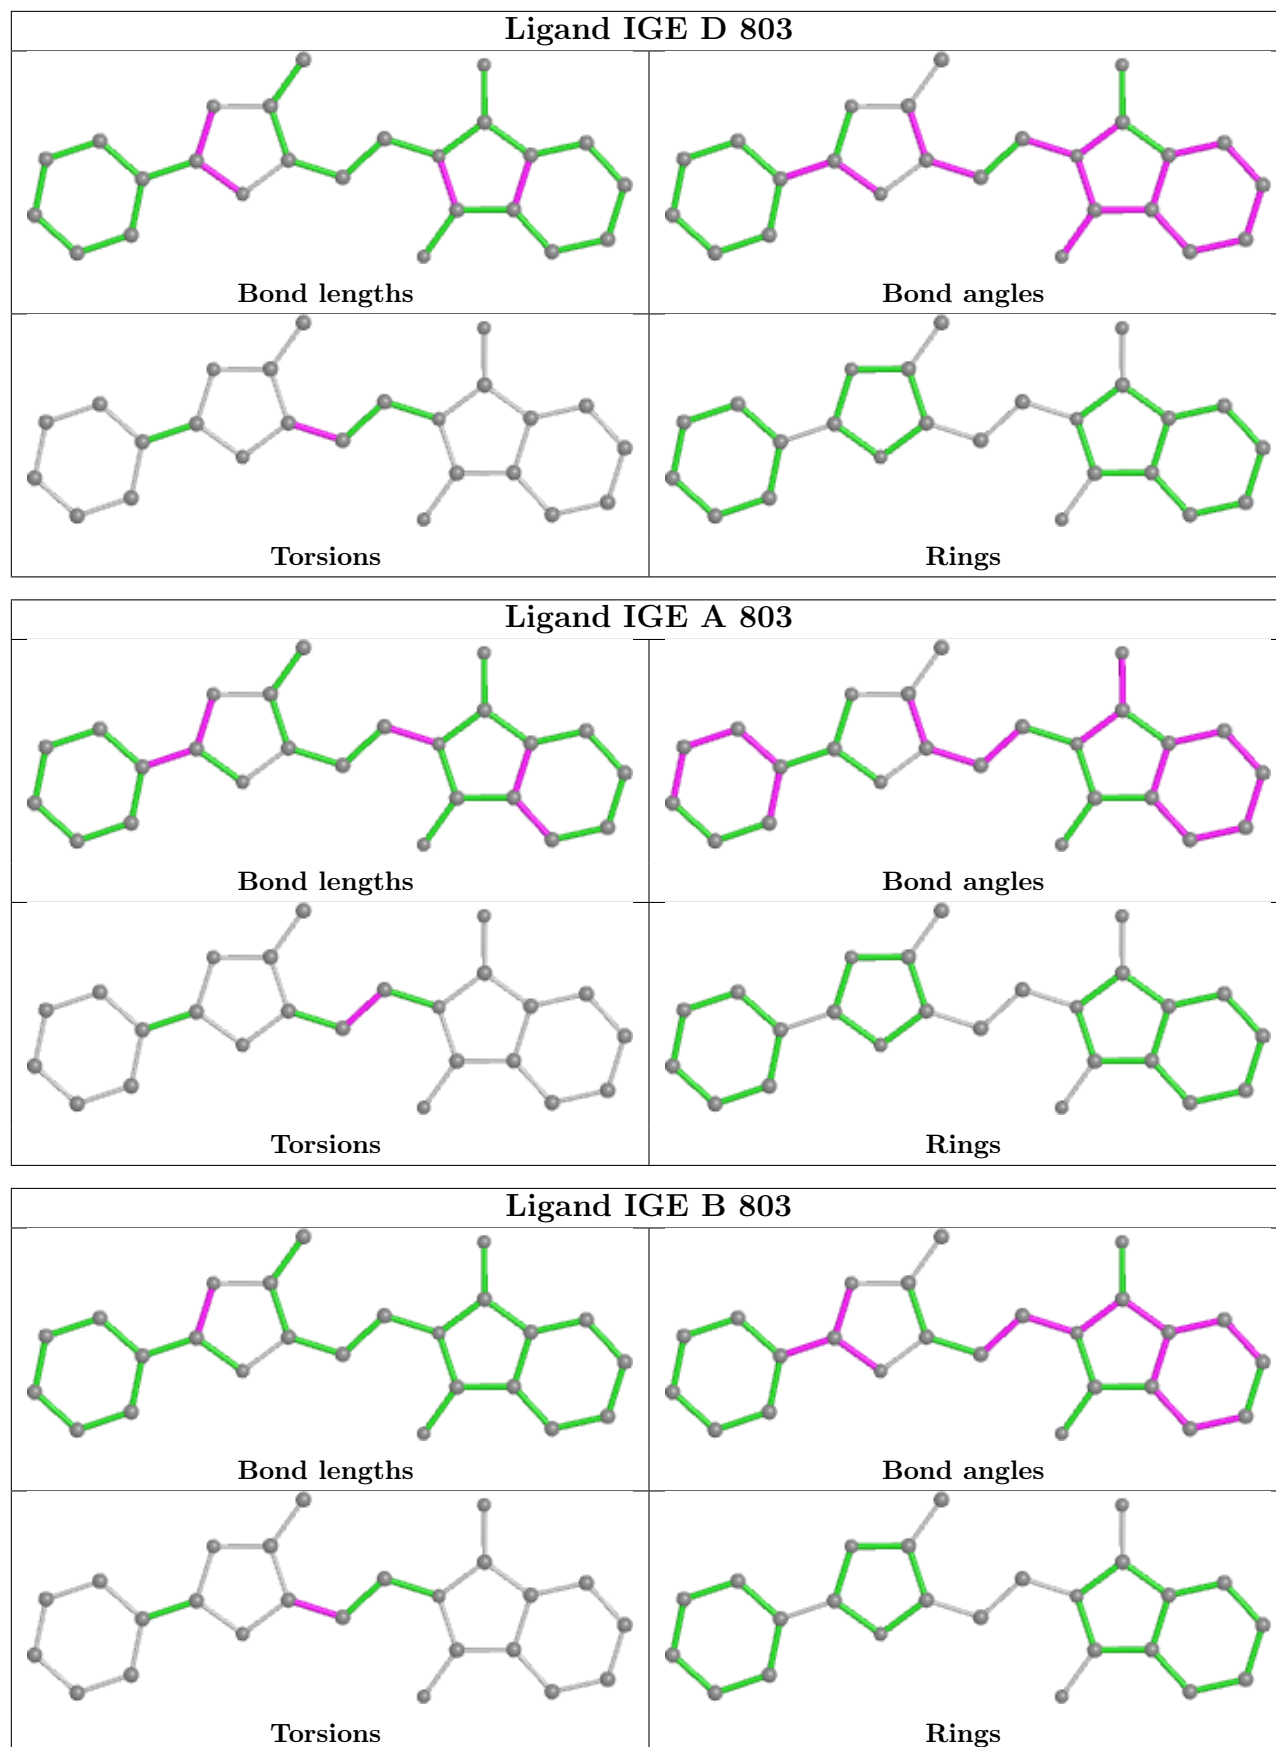 Ligand IGE D 803
Bond lengths
Bond angles
Torsions
Rings
Ligand IGE A 803
Bond lengths
Bond angles
Torsions
Rings
Ligand IGE B 803
Bond lengths
Bond angles
Torsions
Rings